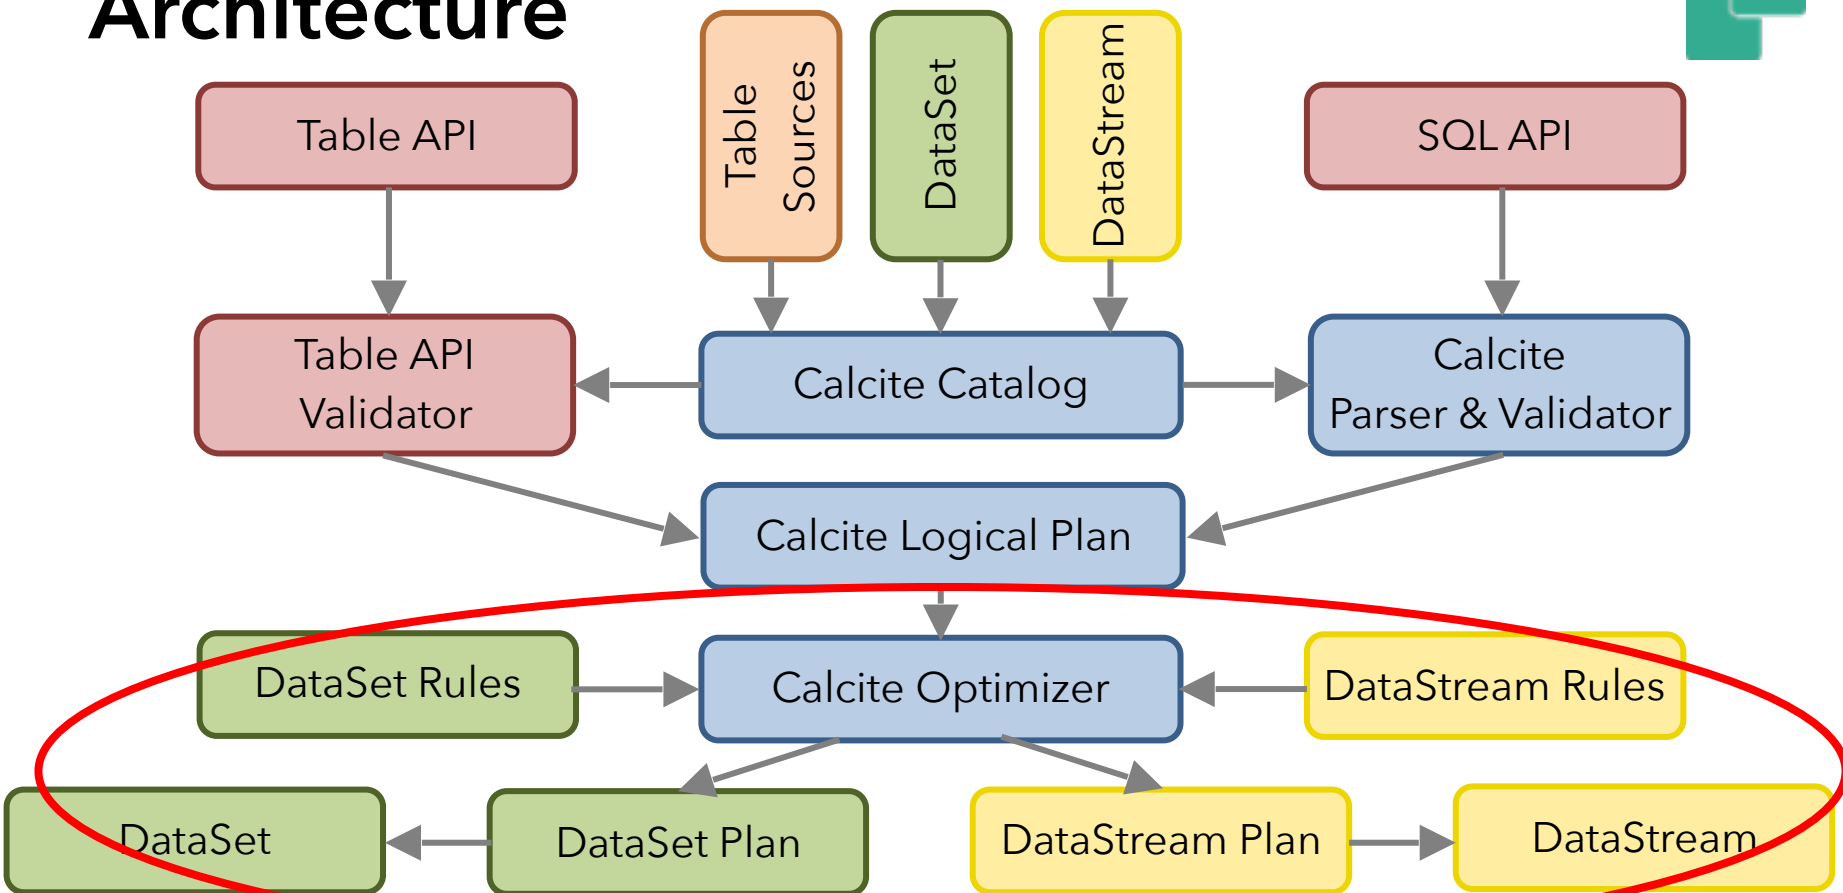 Architecture
Table API
Table
Sources
DataSet
DataStream
SQL API
Table API
Validator
Calcite Catalog
Calcite
Parser & Validator
Calcite Logical Plan
DataSet Rules
Calcite Optimizer
DataStream Rules
DataSet
DataSet Plan
DataStream Plan
DataStream